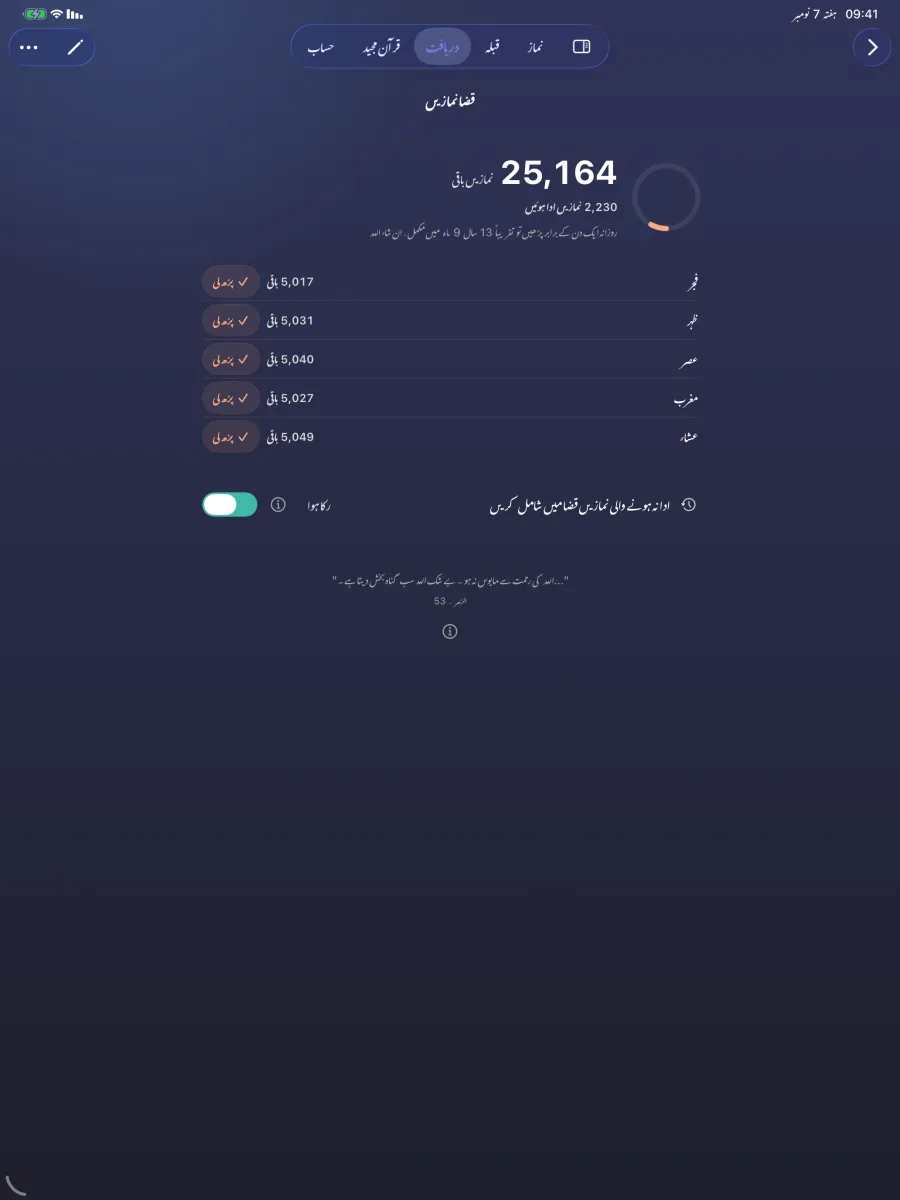 09:41 ہفتہ 7 نومبر
نماز قبلہ دریافت قرآن مجید حساب
قضا نمازیں
25,164 نمازیں باقی
2,230 نمازیں ادا ہوئیں
روزانہ ایک دن کے برابر پڑھیں تو تقریباً 13 سال 9 ماہ میں مکمل، ان شاء اللہ
فجر 5,017 باقی پڑھ لی
ظہر 5,031 باقی پڑھ لی
عصر 5,040 باقی پڑھ لی
مغرب 5,027 باقی پڑھ لی
عشاء 5,049 باقی پڑھ لی
ادا نہ ہونے والی نمازیں قضا میں شامل کریں رکا ہوا
"...اللہ کی رحمت سے مایوس نہ ہو۔ بے شک اللہ سب گناہ بخش دیتا ہے۔"
الزمر . 53